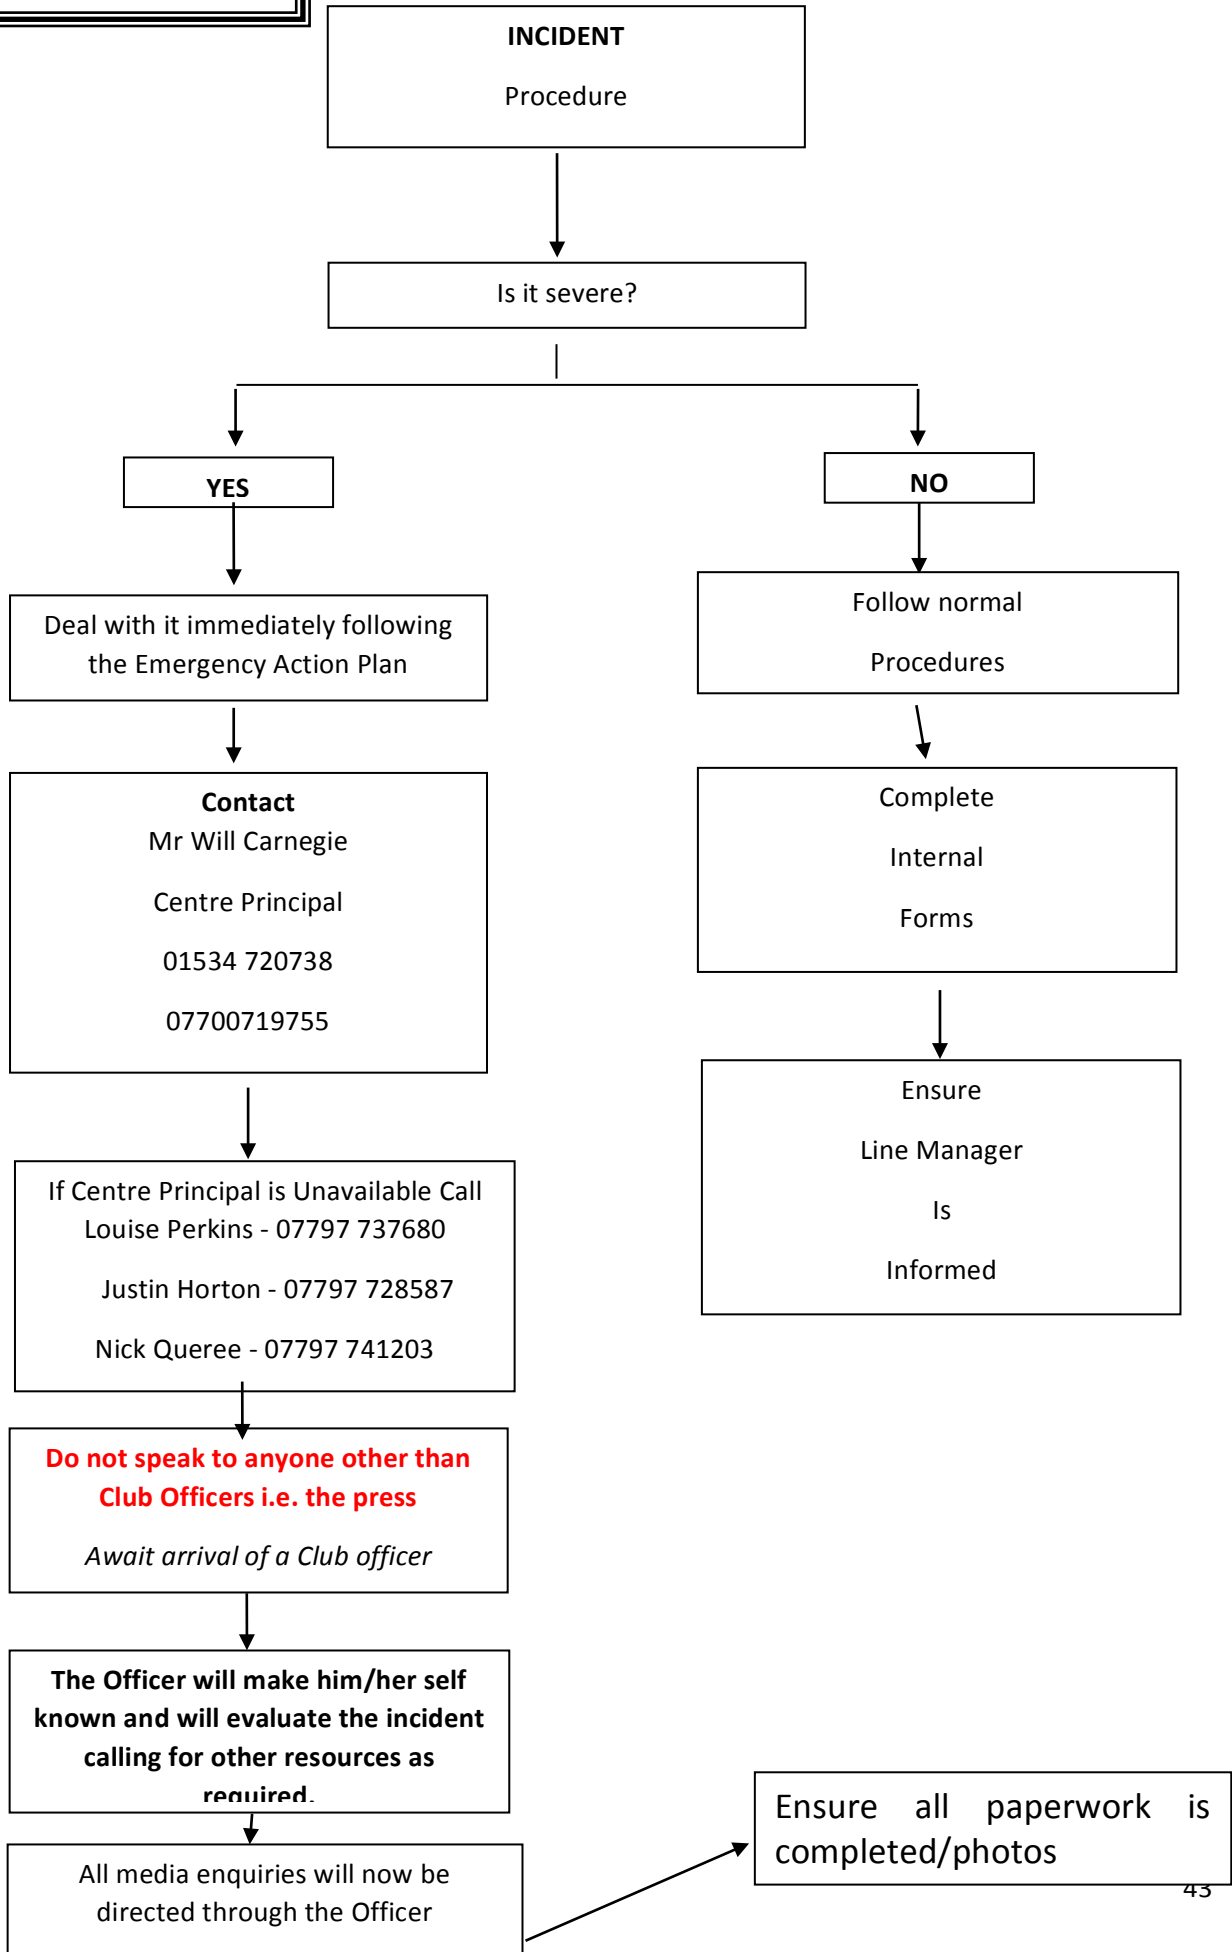 INCIDENT
Procedure
Is it severe?
YES
NO
Deal with it immediately following
the Emergency Action Plan
Follow normal
Procedures
Contact
Mr Will Carnegie
Centre Principal
01534 720738
07700719755
Complete
Internal
Forms
Ensure
Line Manager
Is
Informed
If Centre Principal is Unavailable Call
Louise Perkins - 07797 737680
Justin Horton - 07797 728587
Nick Queree - 07797 741203
Do not speak to anyone other than
Club Officers i.e. the press
Await arrival of a Club officer
The Officer will make him/her self
known and will evaluate the incident
calling for other resources as
required.
All media enquiries will now be
directed through the Officer
Ensure all paperwork is
completed/photos
43